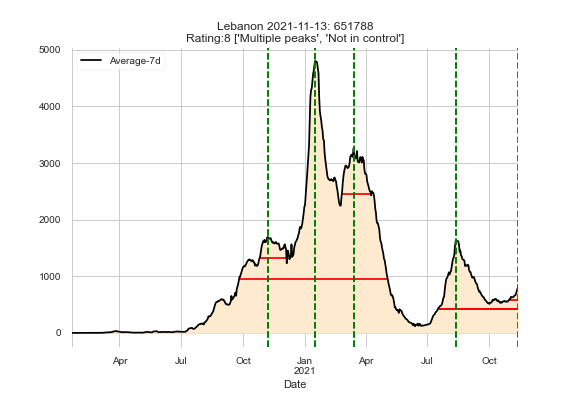 Lebanon 2021-11-13: 651788
Rating:8 ['Multiple peaks', 'Not in control']
Average-7d
5000
4000
3000
2000
1000
0
Apr Jul Oct Jan Apr Jul Oct
2021
Date